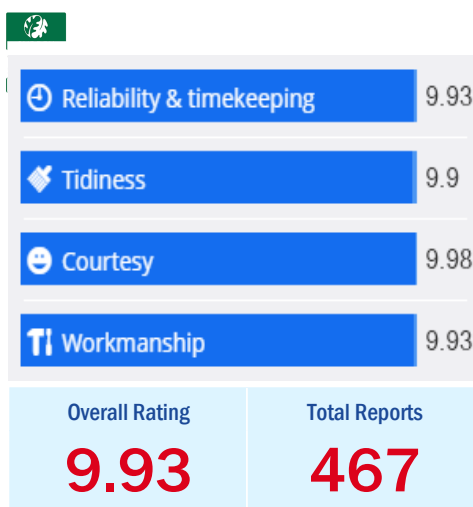 Reliability & timekeeping 9.93
Tidiness 9.9
Courtesy 9.98
Workmanship 9.93
Overall Rating Total Reports
9.93 467